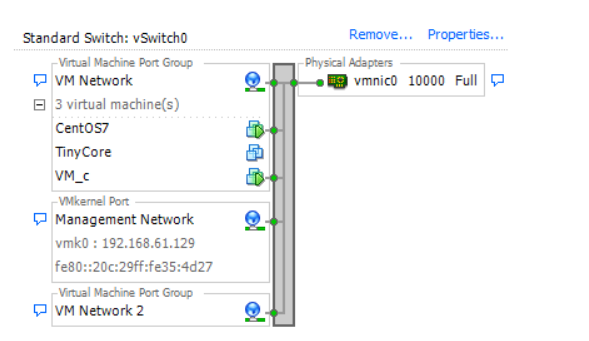 Standard Switch: vSwitch0 Remove... Properties...
Virtual Machine Port Group Physical Adapters
VM Network vmnic0 10000 Full
3 virtual machine(s)
CentOS7
TinyCore
VM_c
VMkernel Port
Management Network
vmk0 : 192.168.61.129
fe80::20c:29ff:fe35:4d27
Virtual Machine Port Group
VM Network 2